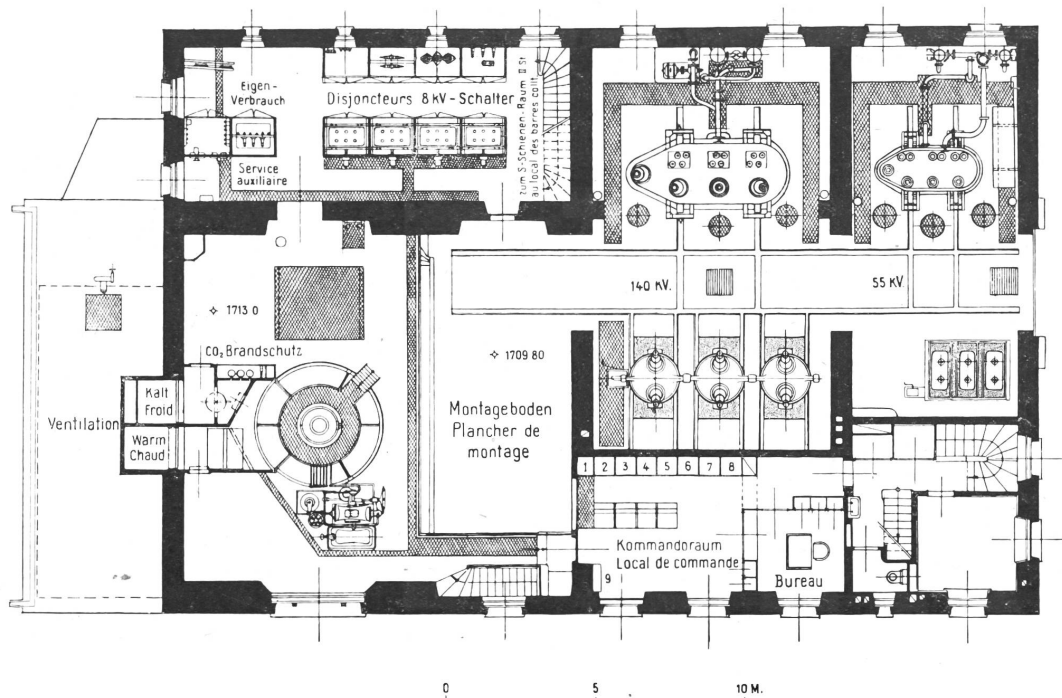 Eigen-
Verbrauch
Disjoncteurs 8 kV - Schalter
Service
auxiliaire
zum S-Schienen-Raum II St
au local des barres coll t
140 KV.
55 KV.
1713 0
CO₂ Brandschutz
1709 80
Kalt
Froid
Ventilation
Warm
Chaud
Montageboden
Plancher de
montage
1 2 3 4 5 6 7 8
Kommandoraum
Local de commande
9
Bureau
0 5 10 M.